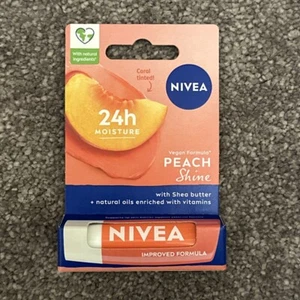 With natural
ingredients*
Coral
tinted!
NIVEA
24h
MOISTURE
Vegan Formula*
PEACH
Shine
with Shea butter
+ natural oils enriched with vitamins
NIVEA
IMPROVED FORMULA